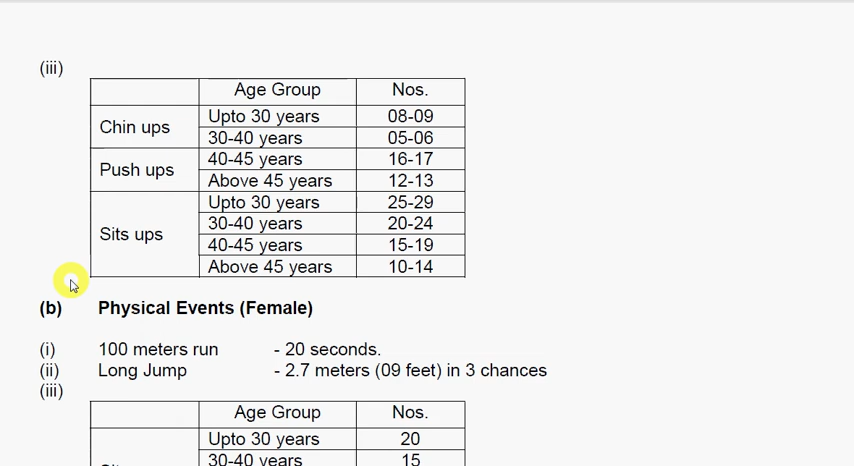 (iii)
Age Group Nos.
Chin ups Upto 30 years 08-09
30-40 years 05-06
Push ups 40-45 years 16-17
Above 45 years 12-13
Sits ups Upto 30 years 25-29
30-40 years 20-24
40-45 years 15-19
Above 45 years 10-14
(b) Physical Events (Female)
(i) 100 meters run - 20 seconds.
(ii) Long Jump - 2.7 meters (09 feet) in 3 chances
(iii)
Age Group Nos.
Upto 30 years 20
30-40 years 15